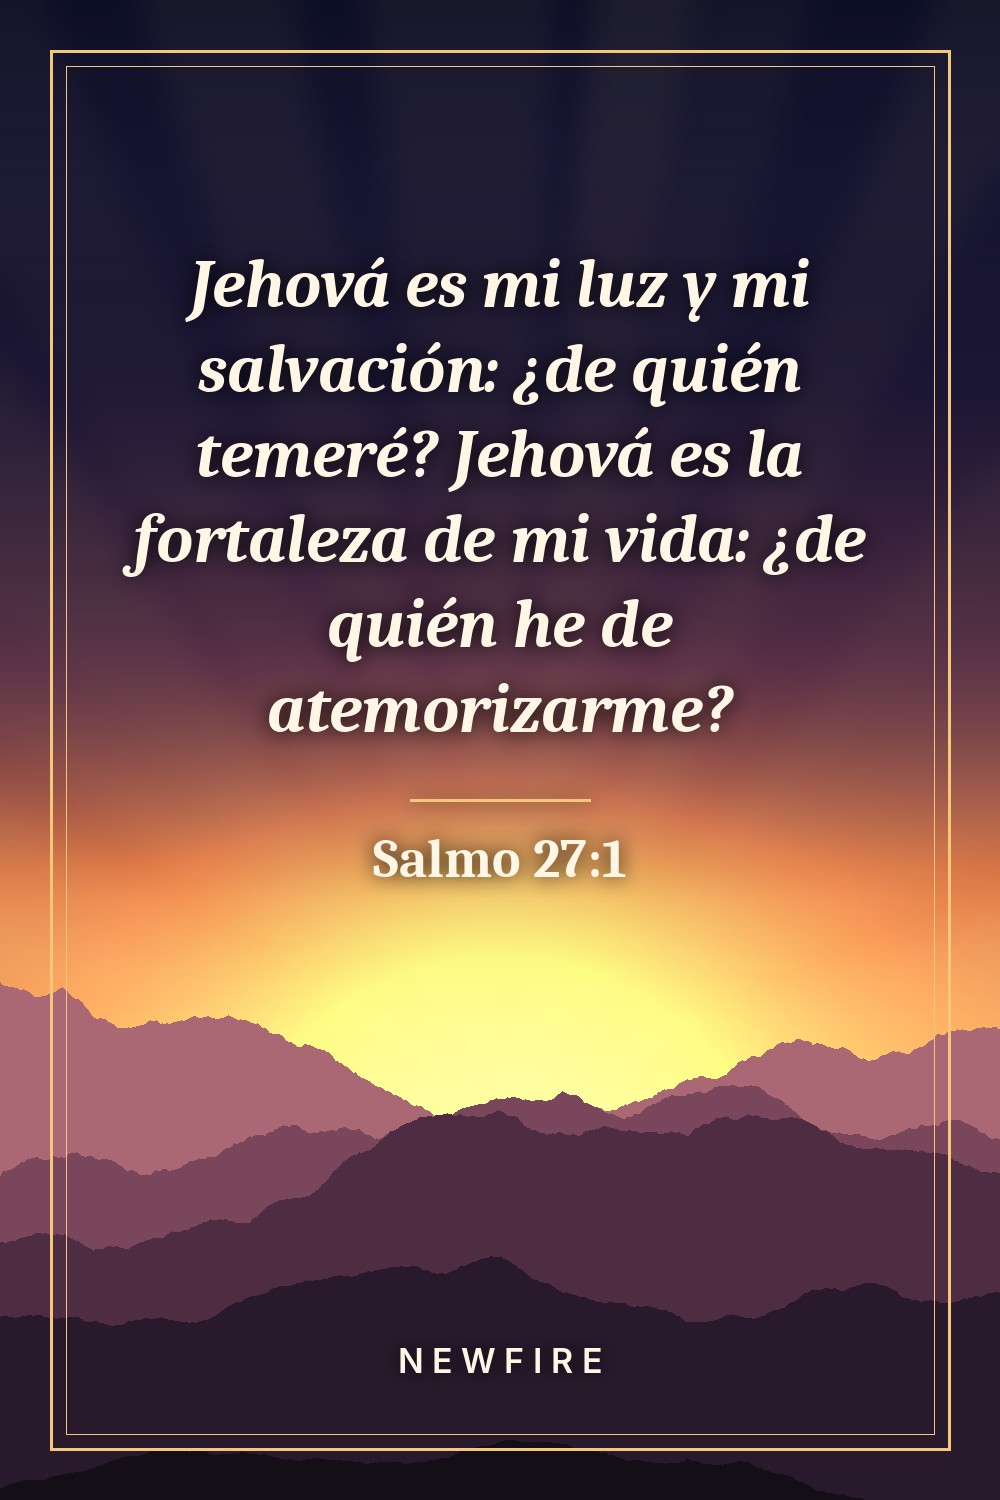 Jehová es mi luz y mi
salvación: ¿de quién
temeré? Jehová es la
fortaleza de mi vida: ¿de
quién he de
atemorizarme?
Salmo 27:1
NEWFIRE